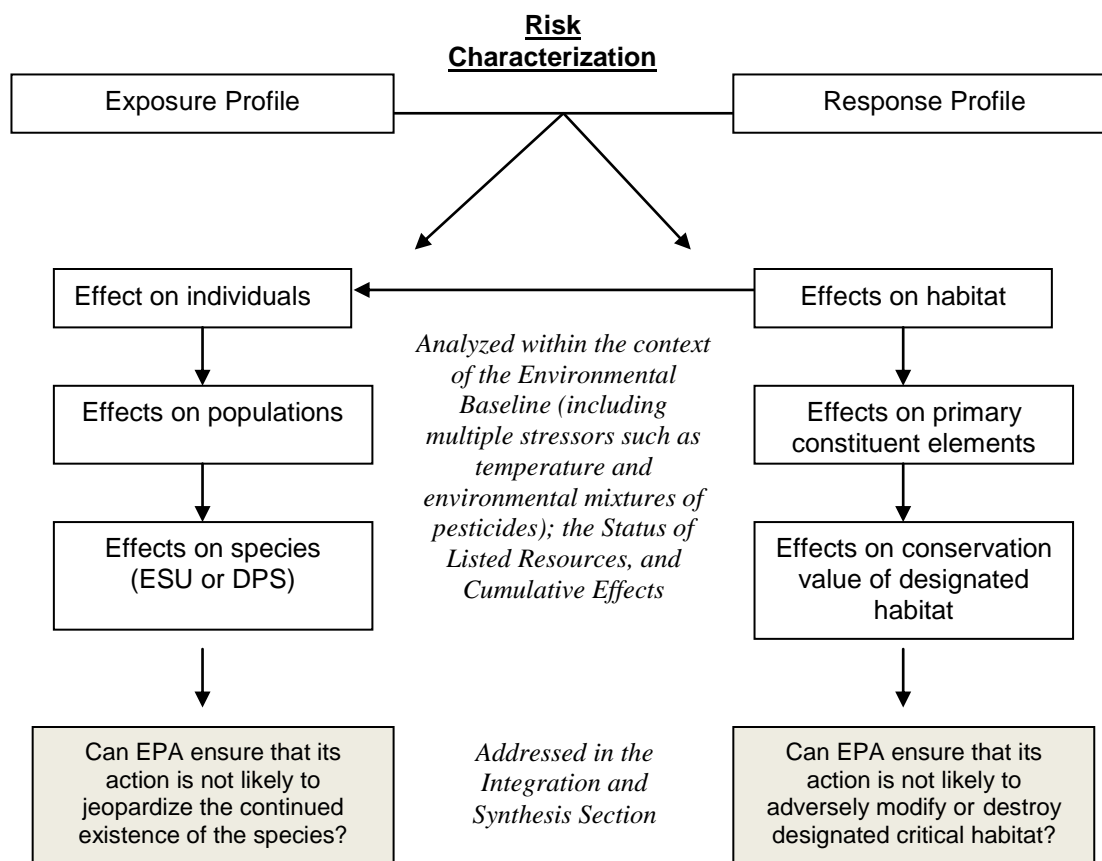 Risk
Characterization
Exposure Profile
Response Profile
Effect on individuals
Effects on habitat
Analyzed within the context
of the Environmental
Baseline (including
multiple stressors such as
temperature and
environmental mixtures of
pesticides); the Status of
Listed Resources, and
Cumulative Effects
Effects on populations
Effects on primary
constituent elements
Effects on species
(ESU or DPS)
Effects on conservation
value of designated
habitat
Can EPA ensure that its
action is not likely to
jeopardize the continued
existence of the species?
Addressed in the
Integration and
Synthesis Section
Can EPA ensure that its
action is not likely to
adversely modify or destroy
designated critical habitat?